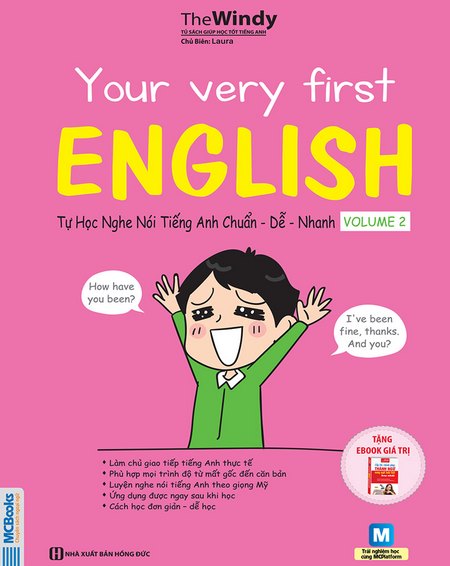 TheWindy
TỦ SÁCH GIÚP HỌC TỐT TIẾNG ANH
Chủ Biên: Laura
Your very first
ENGLISH
Tự Học Nghe Nói Tiếng Anh Chuẩn - Dễ - Nhanh VOLUME 2
How have
you been?
I've been
fine, thanks.
And you?
• Làm chủ giao tiếp tiếng Anh thực tế
• Phù hợp mọi trình độ từ mất gốc đến căn bản
• Luyện nghe nói tiếng Anh theo giọng Mỹ
• Ứng dụng được ngay sau khi học
• Cách học đơn giản - dễ học
TẶNG
EBOOK GIÁ TRỊ
MCBooks
Chuyên sách ngoại ngữ
NHÀ XUẤT BẢN HỒNG ĐỨC
M
Trải nghiệm học
cùng MCPlatform